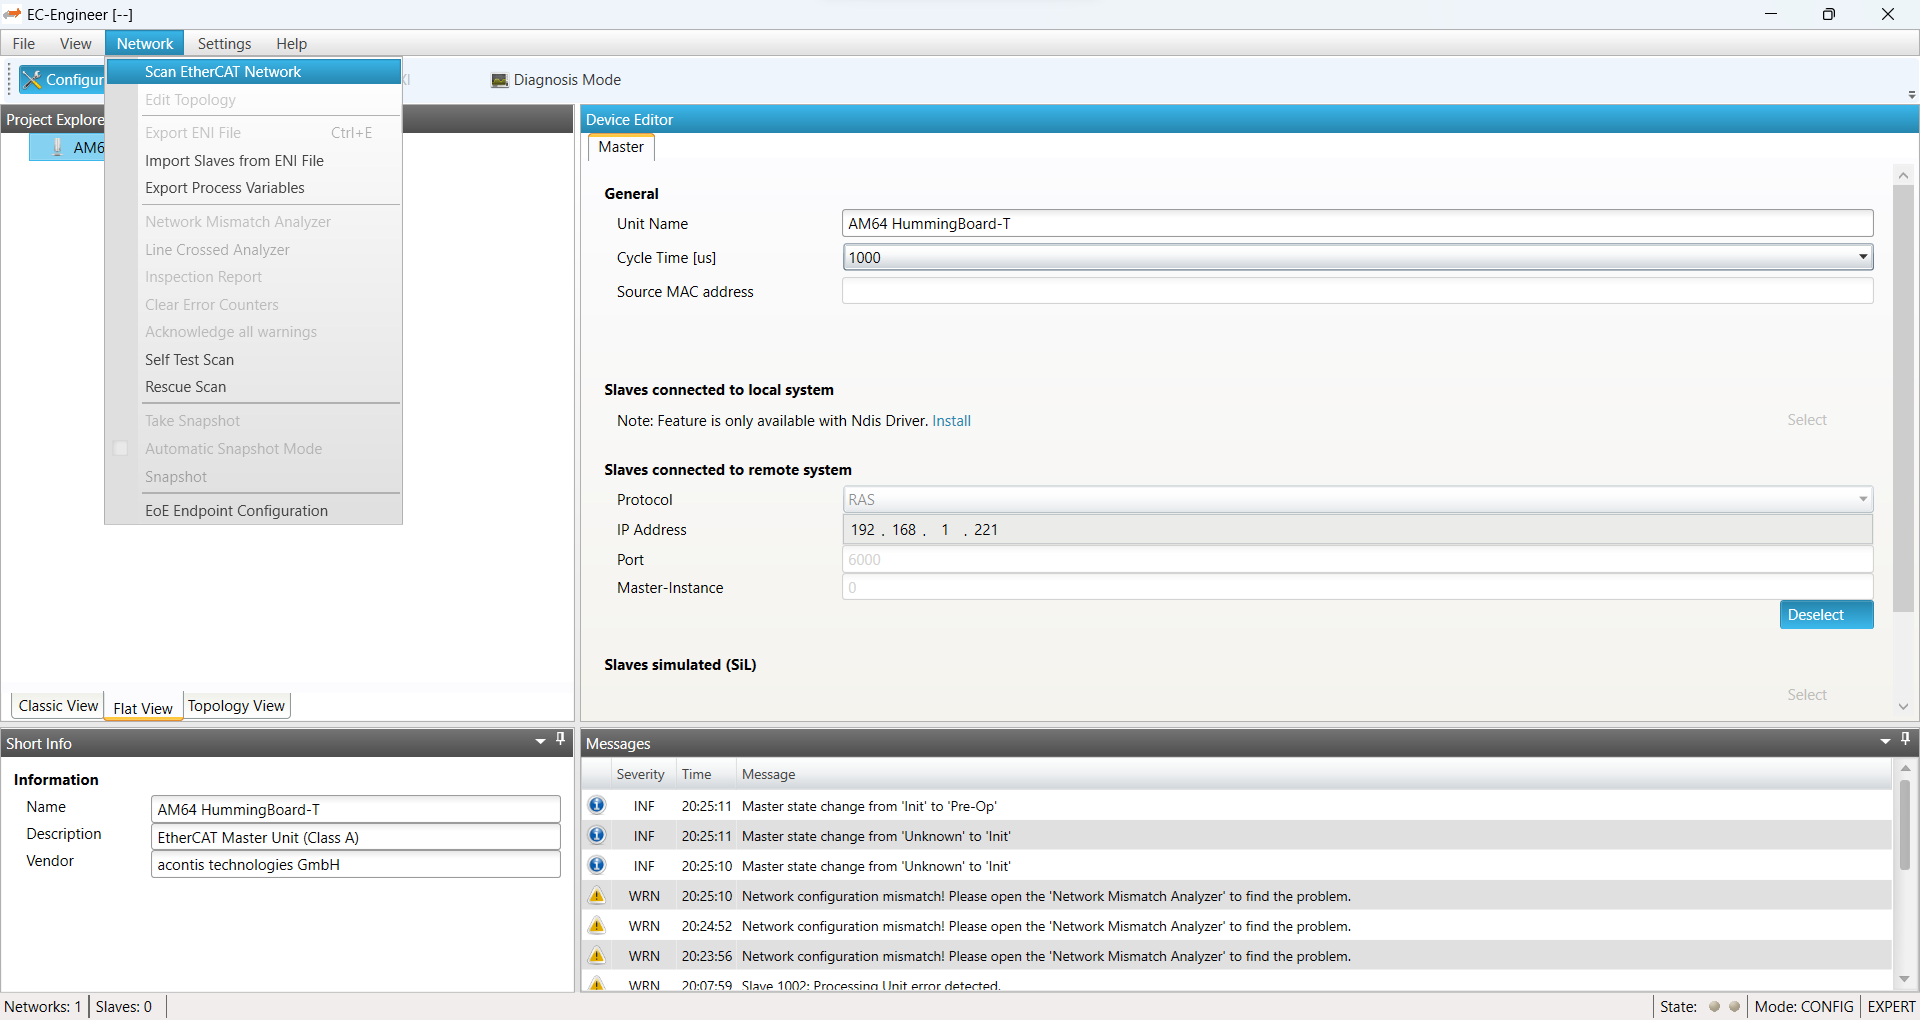 EC-Engineer [--]
File View Network Settings Help
Configur Diagnosis Mode
Scan EtherCAT Network
Edit Topology
Export ENI File Ctrl+E
Import Slaves from ENI File
Export Process Variables
Network Mismatch Analyzer
Line Crossed Analyzer
Inspection Report
Clear Error Counters
Acknowledge all warnings
Self Test Scan
Rescue Scan
Take Snapshot
Automatic Snapshot Mode
Snapshot
EoE Endpoint Configuration
Project Explore
AM6
Classic View Flat View Topology View
Device Editor
Master
General
Unit Name AM64 HummingBoard-T
Cycle Time [us] 1000
Source MAC address
Slaves connected to local system
Note: Feature is only available with Ndis Driver. Install Select
Slaves connected to remote system
Protocol RAS
IP Address 192 . 168 . 1 . 221
Port 6000
Master-Instance 0
Deselect
Slaves simulated (SiL)
Select
Short Info
Information
Name AM64 HummingBoard-T
Description EtherCAT Master Unit (Class A)
Vendor acontis technologies GmbH
Messages
Severity Time Message
INF 20:25:11 Master state change from 'Init' to 'Pre-Op'
INF 20:25:11 Master state change from 'Unknown' to 'Init'
INF 20:25:10 Master state change from 'Unknown' to 'Init'
WRN 20:25:10 Network configuration mismatch! Please open the 'Network Mismatch Analyzer' to find the problem.
WRN 20:24:52 Network configuration mismatch! Please open the 'Network Mismatch Analyzer' to find the problem.
WRN 20:23:56 Network configuration mismatch! Please open the 'Network Mismatch Analyzer' to find the problem.
WRN 20:07:59 Slave 1002: Processing Unit error detected.
Networks: 1 Slaves: 0 State: Mode: CONFIG EXPERT